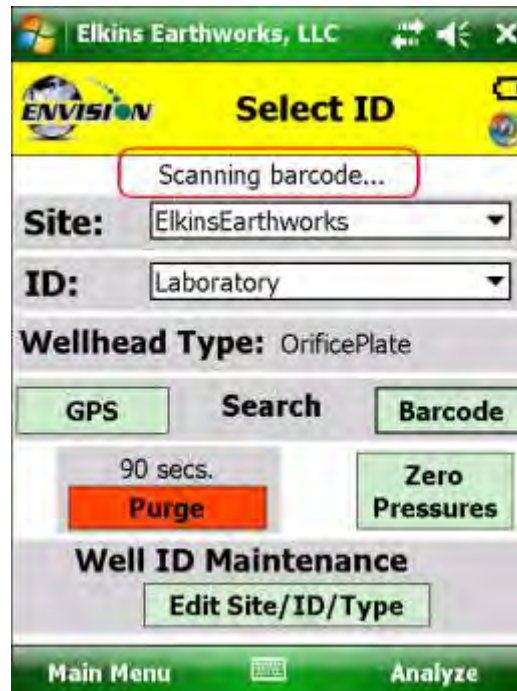 Elkins Earthworks, LLC
ENVISION
Select ID
Scanning barcode...
Site: ElkinsEarthworks
ID: Laboratory
Wellhead Type: OrificePlate
GPS Search Barcode
90 secs.
Purge
Zero
Pressures
Well ID Maintenance
Edit Site/ID/Type
Main Menu Analyze